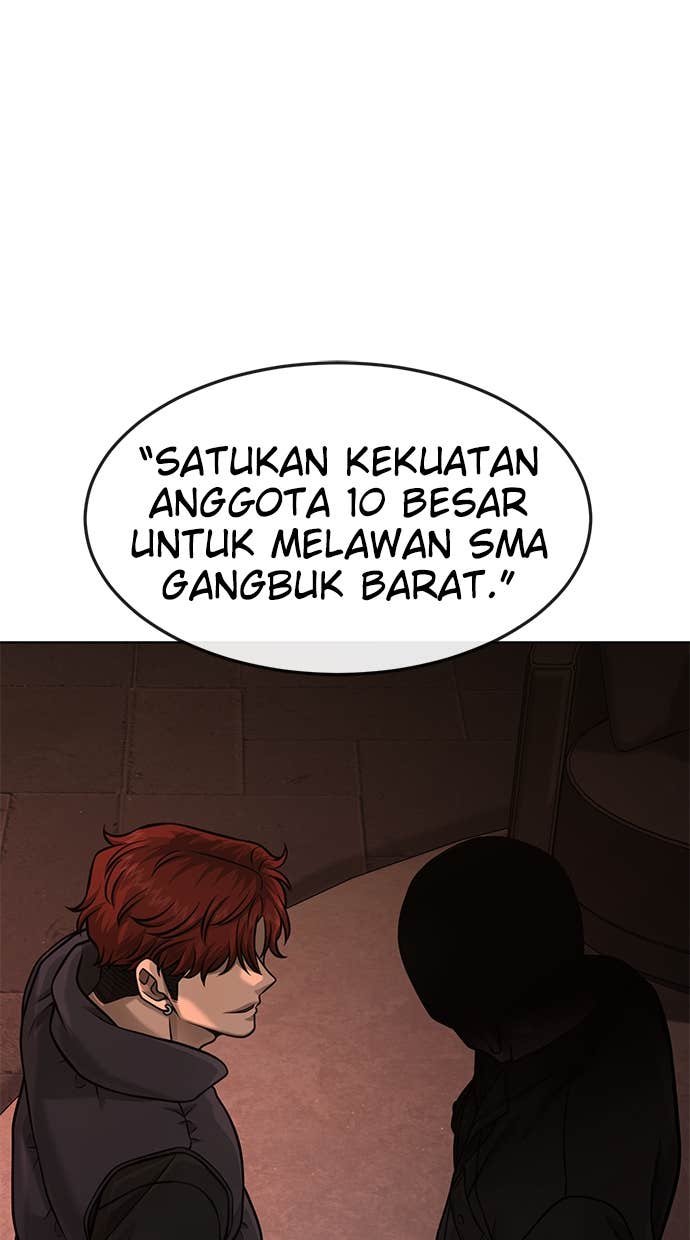 “SATUKAN KEKUATAN
ANGGOTA 10 BESAR
UNTUK MELAWAN SMA
GANGBUK BARAT.”